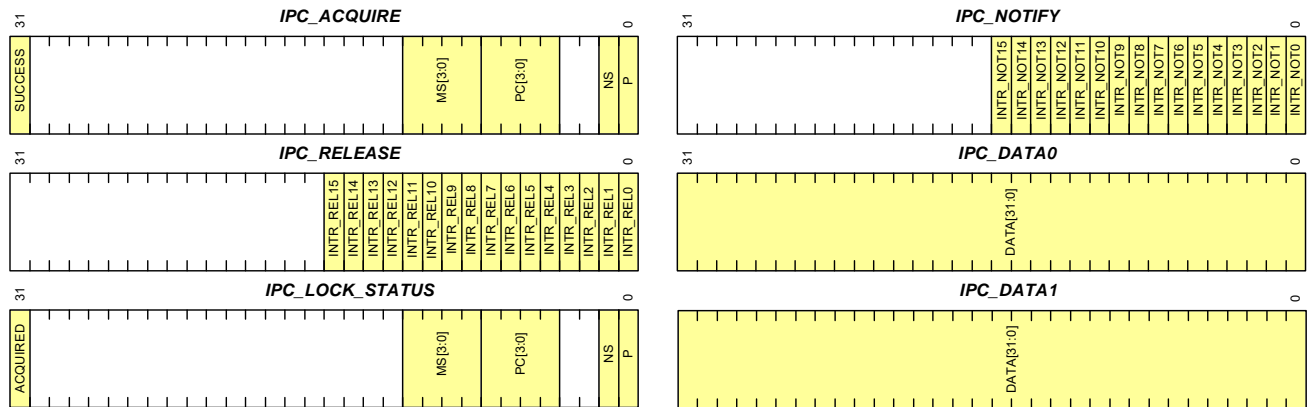 IPC_ACQUIRE
31
0
SUCCESS
MS[3:0]
PC[3:0]
NS
P
IPC_NOTIFY
31
0
INTR_NOT15
INTR_NOT14
INTR_NOT13
INTR_NOT12
INTR_NOT11
INTR_NOT10
INTR_NOT9
INTR_NOT8
INTR_NOT7
INTR_NOT6
INTR_NOT5
INTR_NOT4
INTR_NOT3
INTR_NOT2
INTR_NOT1
INTR_NOT0
IPC_RELEASE
31
0
INTR_REL15
INTR_REL14
INTR_REL13
INTR_REL12
INTR_REL11
INTR_REL10
INTR_REL9
INTR_REL8
INTR_REL7
INTR_REL6
INTR_REL5
INTR_REL4
INTR_REL3
INTR_REL2
INTR_REL1
INTR_REL0
IPC_DATA0
31
0
DATA[31:0]
IPC_LOCK_STATUS
31
0
ACQUIRED
MS[3:0]
PC[3:0]
NS
P
IPC_DATA1
31
0
DATA[31:0]